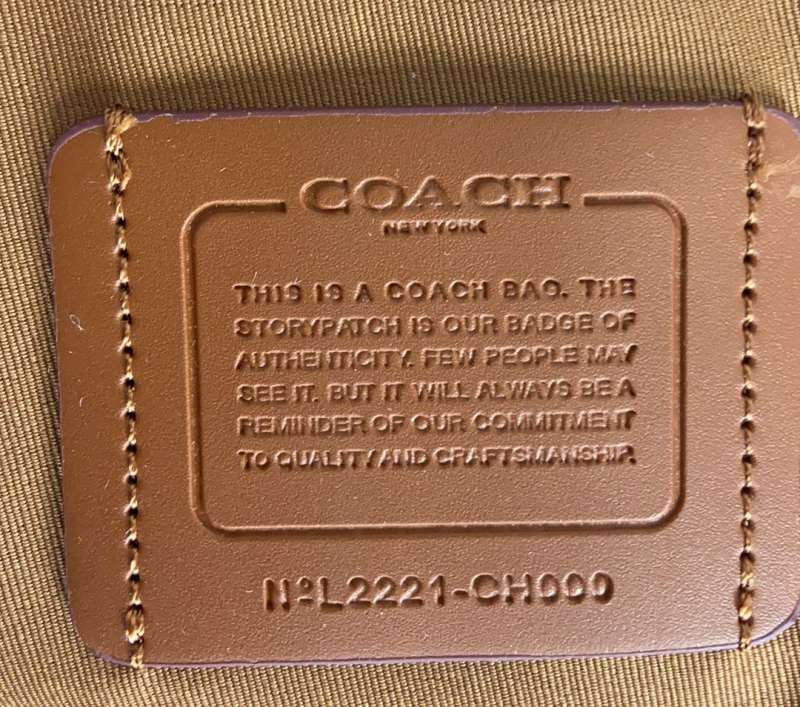 COACH
NEW YORK
THIS IS A COACH BAG. THE
STORYPATCH IS OUR BADGE OF
AUTHENTICITY. FEW PEOPLE MAY
SEE IT. BUT IT WILL ALWAYS BE A
REMINDER OF OUR COMMITMENT
TO QUALITY AND CRAFTSMANSHIP.
Nº L2221-CH000